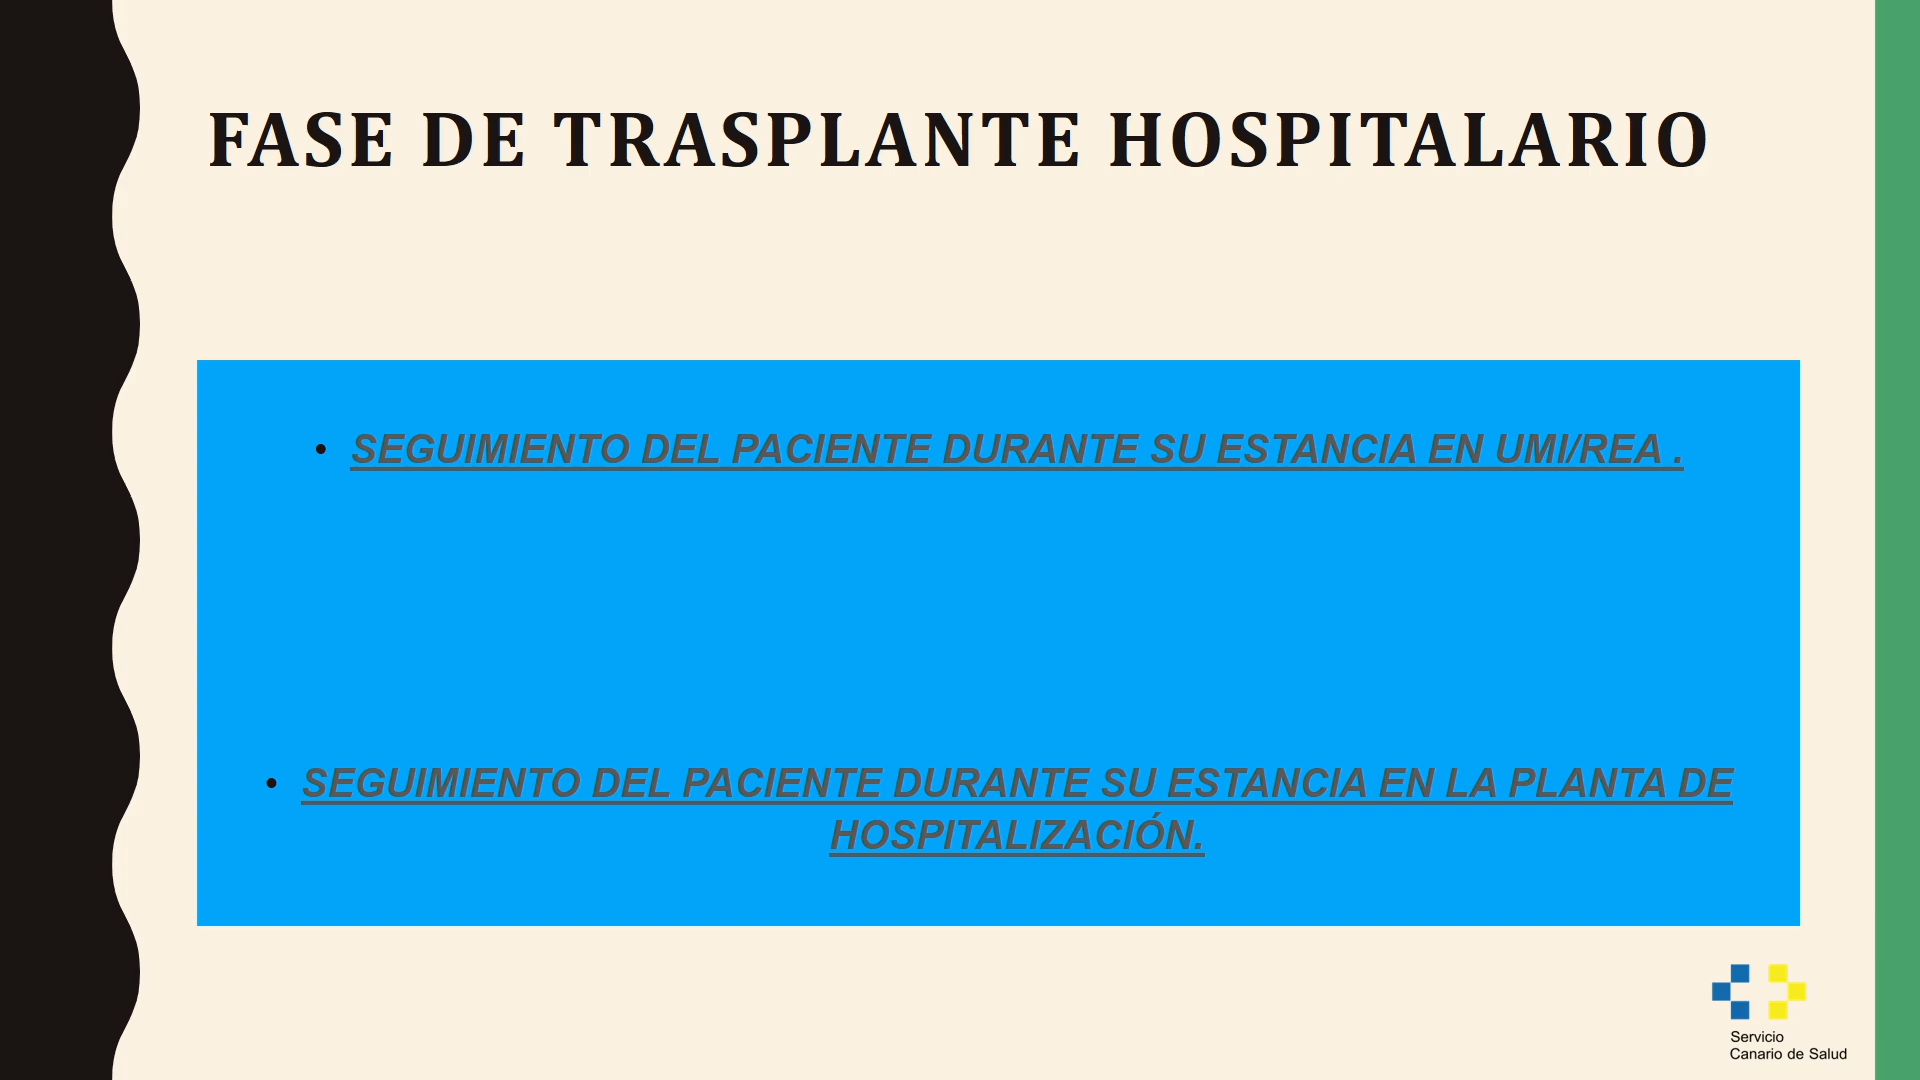 FASE DE TRASPLANTE HOSPITALARIO
• SEGUIMIENTO DEL PACIENTE DURANTE SU ESTANCIA EN UMI/REA .
• SEGUIMIENTO DEL PACIENTE DURANTE SU ESTANCIA EN LA PLANTA DE
HOSPITALIZACIÓN.
Servicio
Canario de Salud